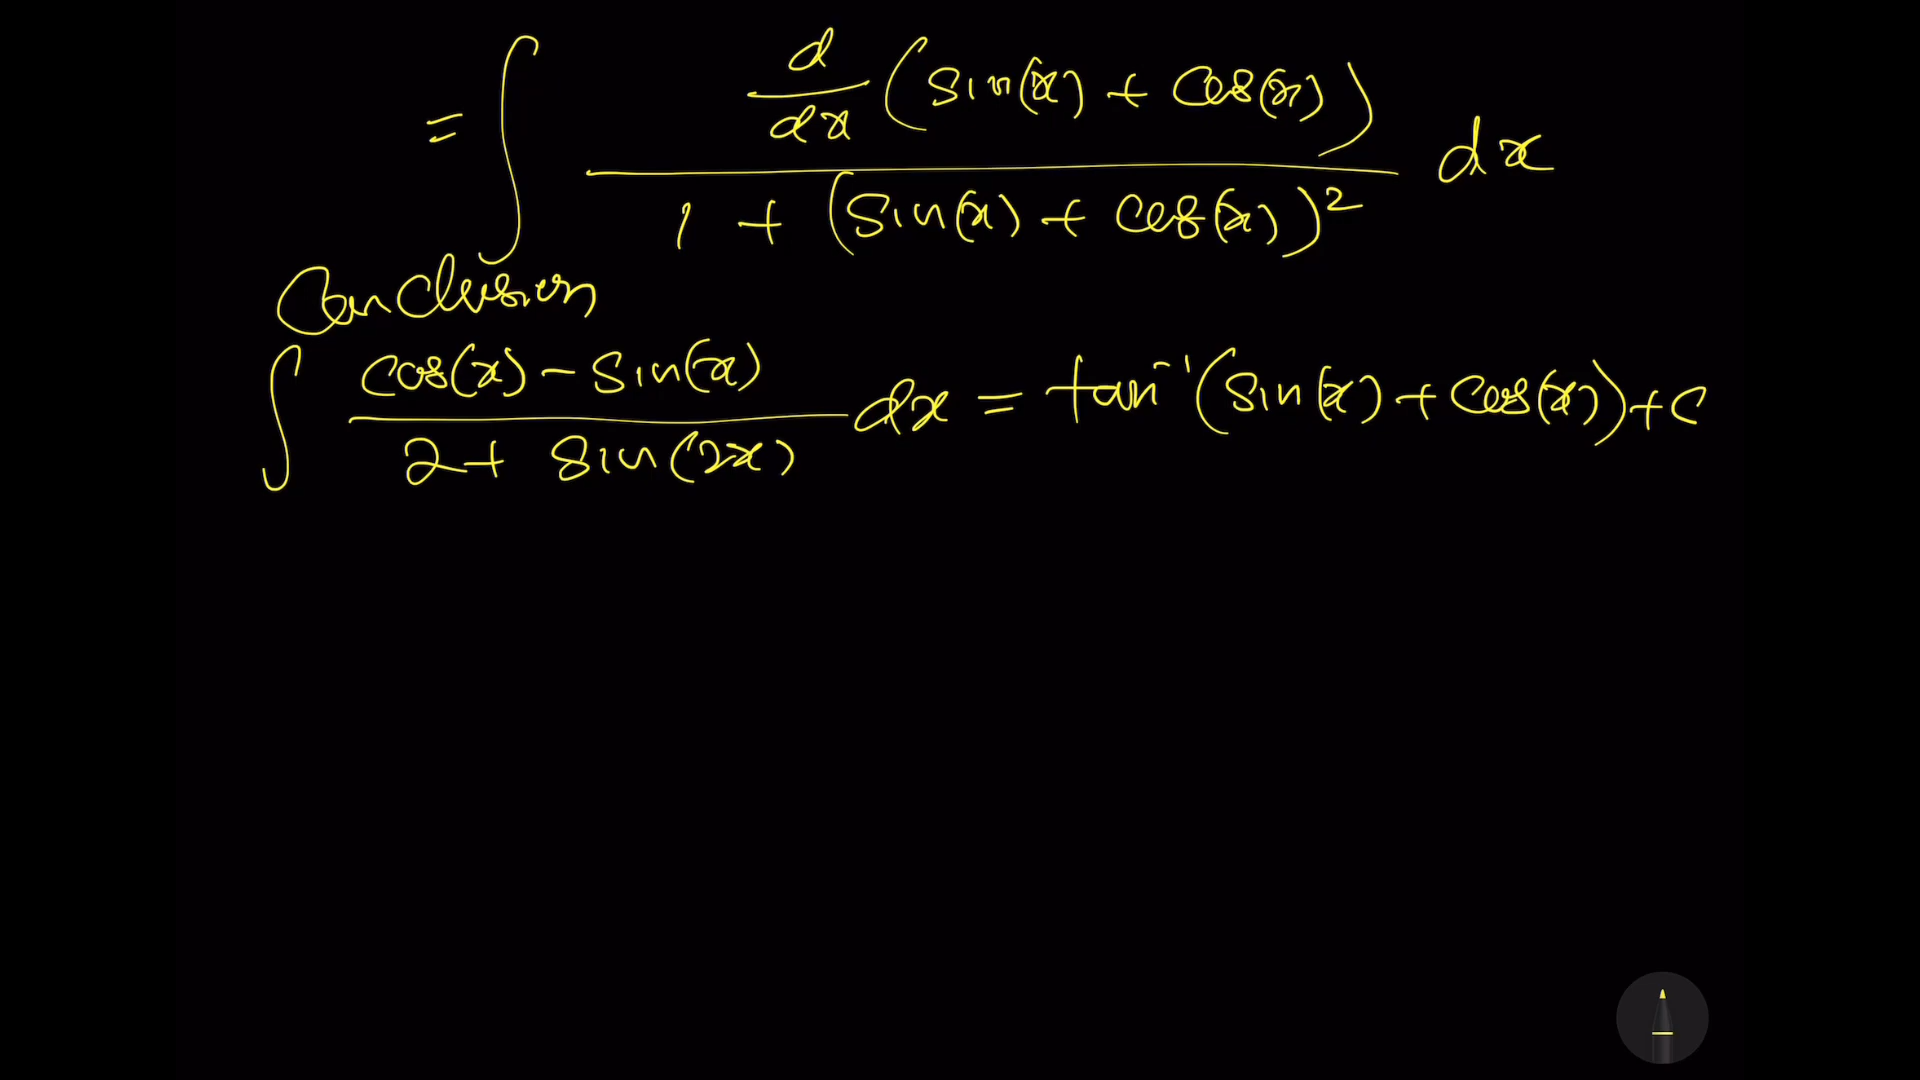 = ∫ d/dx (sin(x) + cos(x)) / 1 + (sin(x) + cos(x))² dx
Conclusion
∫ cos(x) - sin(x) / 2 + sin(2x) dx = tan⁻¹(sin(x) + cos(x)) + C